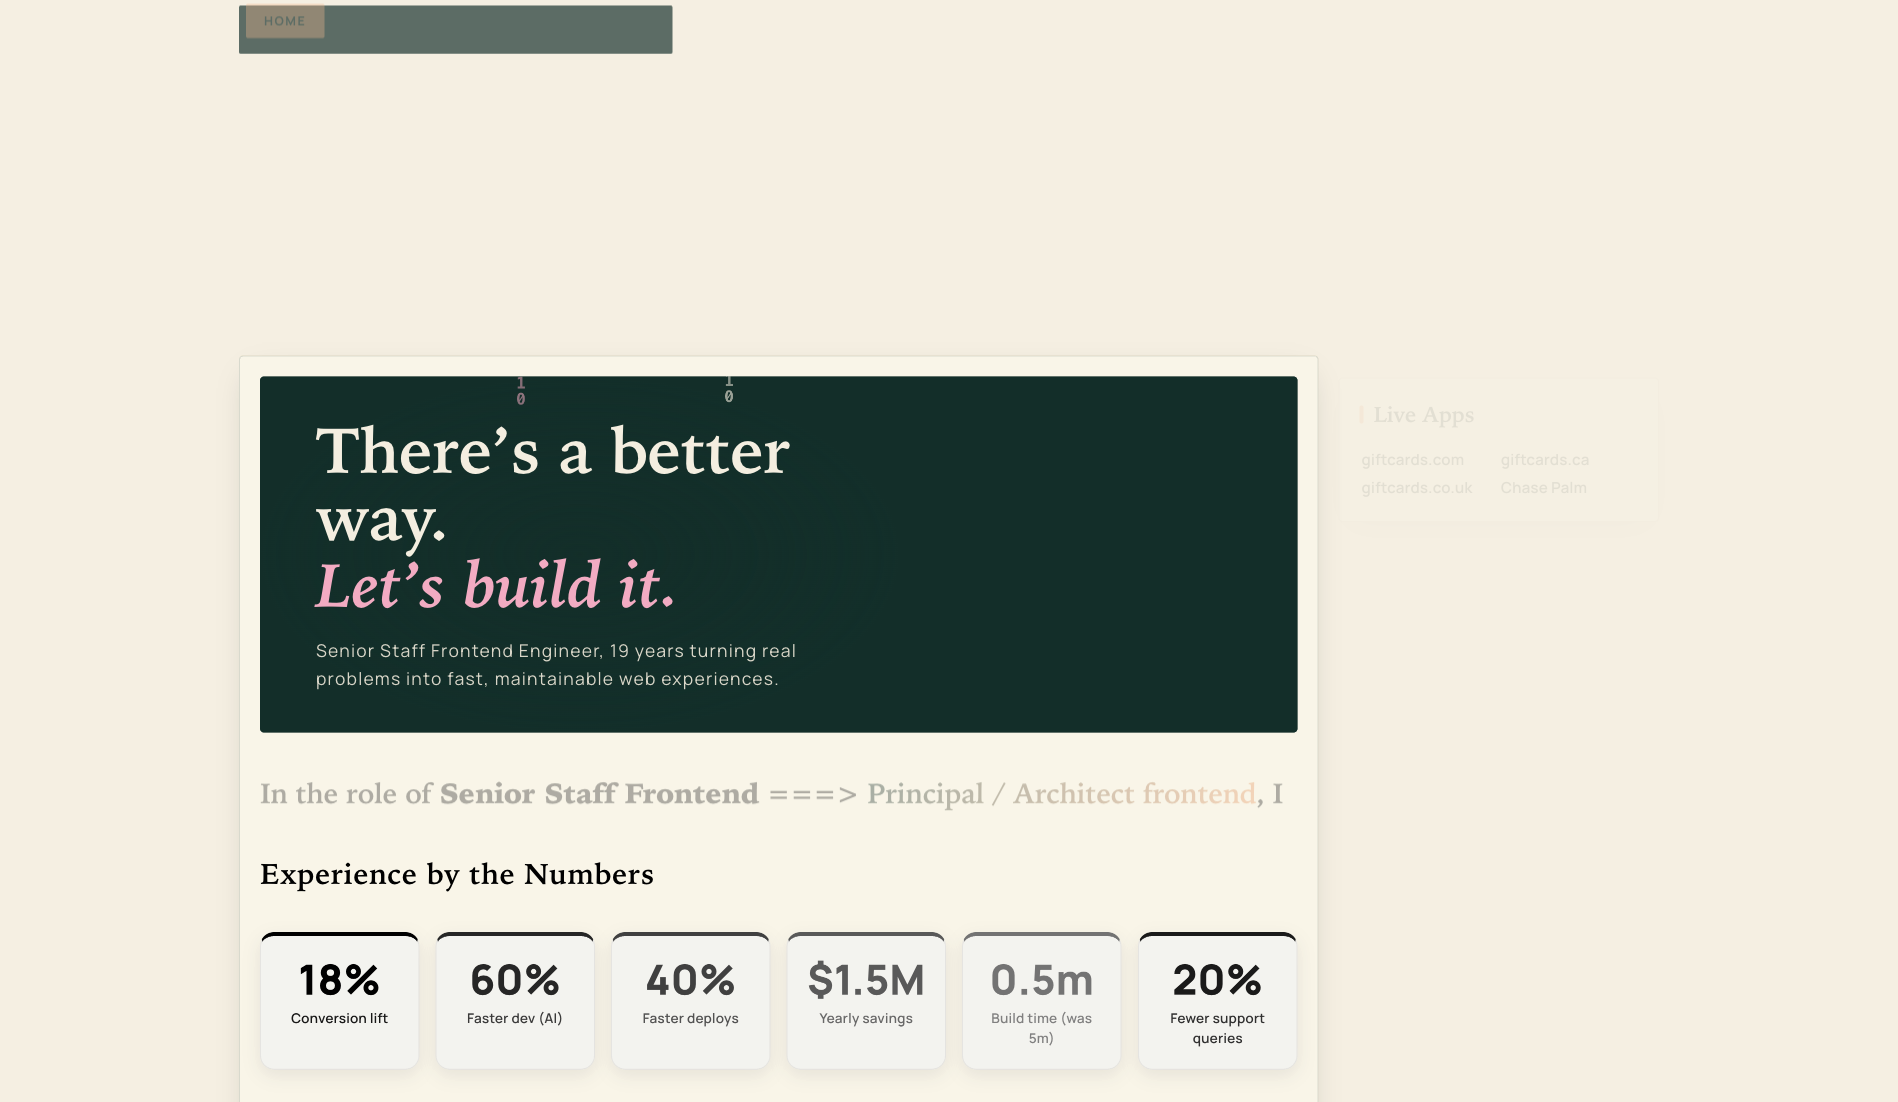 HOME
1 1
0 0
There’s a better
way.
Let’s build it.
Senior Staff Frontend Engineer, 19 years turning real
problems into fast, maintainable web experiences.
Live Apps
giftcards.com giftcards.ca
giftcards.co.uk Chase Palm
In the role of Senior Staff Frontend ===> Principal / Architect frontend, I
Experience by the Numbers
18% 60% 40% $1.5M 0.5m 20%
Conversion lift Faster dev (AI) Faster deploys Yearly savings Build time (was Fewer support
5m) queries